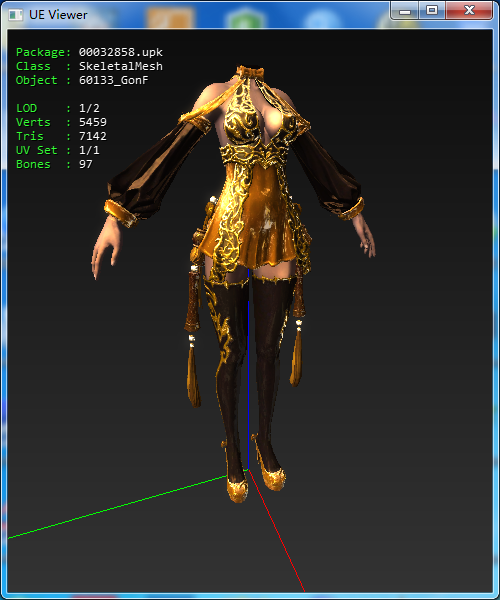 UE Viewer
Package: 00032858.upk
Class : SkeletalMesh
Object : 60133_GonF
LOD : 1/2
Verts : 5459
Tris : 7142
UV Set : 1/1
Bones : 97